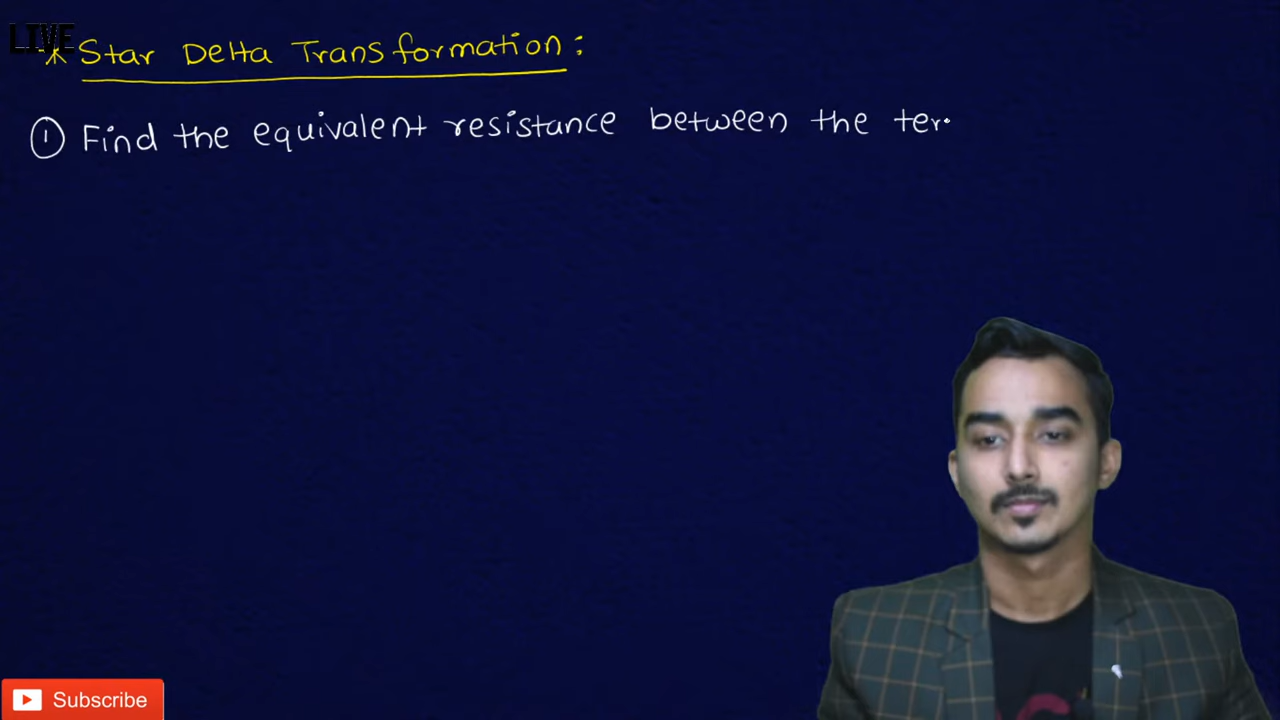 LIVE
* Star Delta Transformation :
① Find the equivalent resistance between the ter
Subscribe